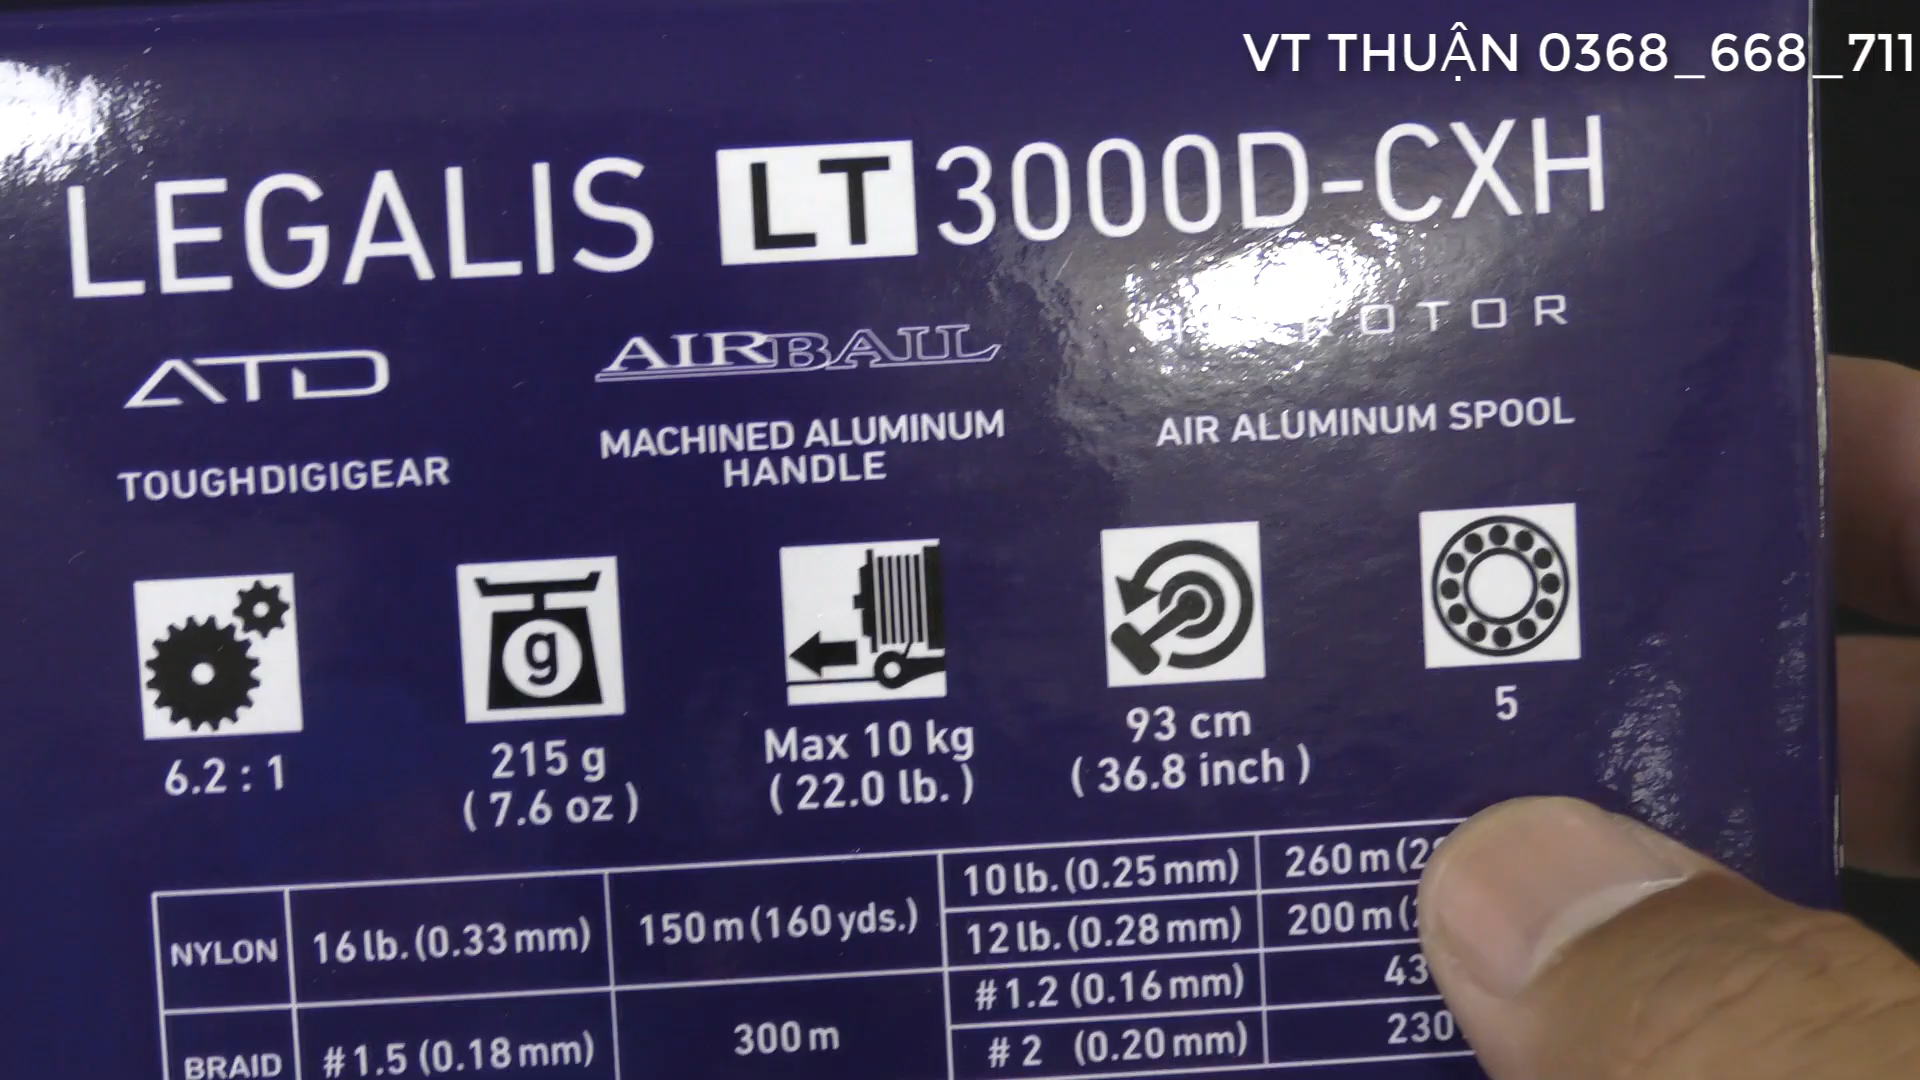 VT THUẬN 0368_668_711
LEGALIS LT 3000D-CXH
ATD
AIRBAIL
ROTOR
TOUGHDIGIGEAR
MACHINED ALUMINUM
HANDLE
AIR ALUMINUM SPOOL
g
6.2 : 1
215 g
( 7.6 oz )
Max 10 kg
( 22.0 lb. )
93 cm
( 36.8 inch )
5
NYLON
16 lb. (0.33 mm)
150 m (160 yds.)
10 lb. (0.25 mm)
260 m
12 lb. (0.28 mm)
200 m
BRAID
#1.5 (0.18 mm)
300 m
#1.2 (0.16 mm)
#2 (0.20 mm)
230